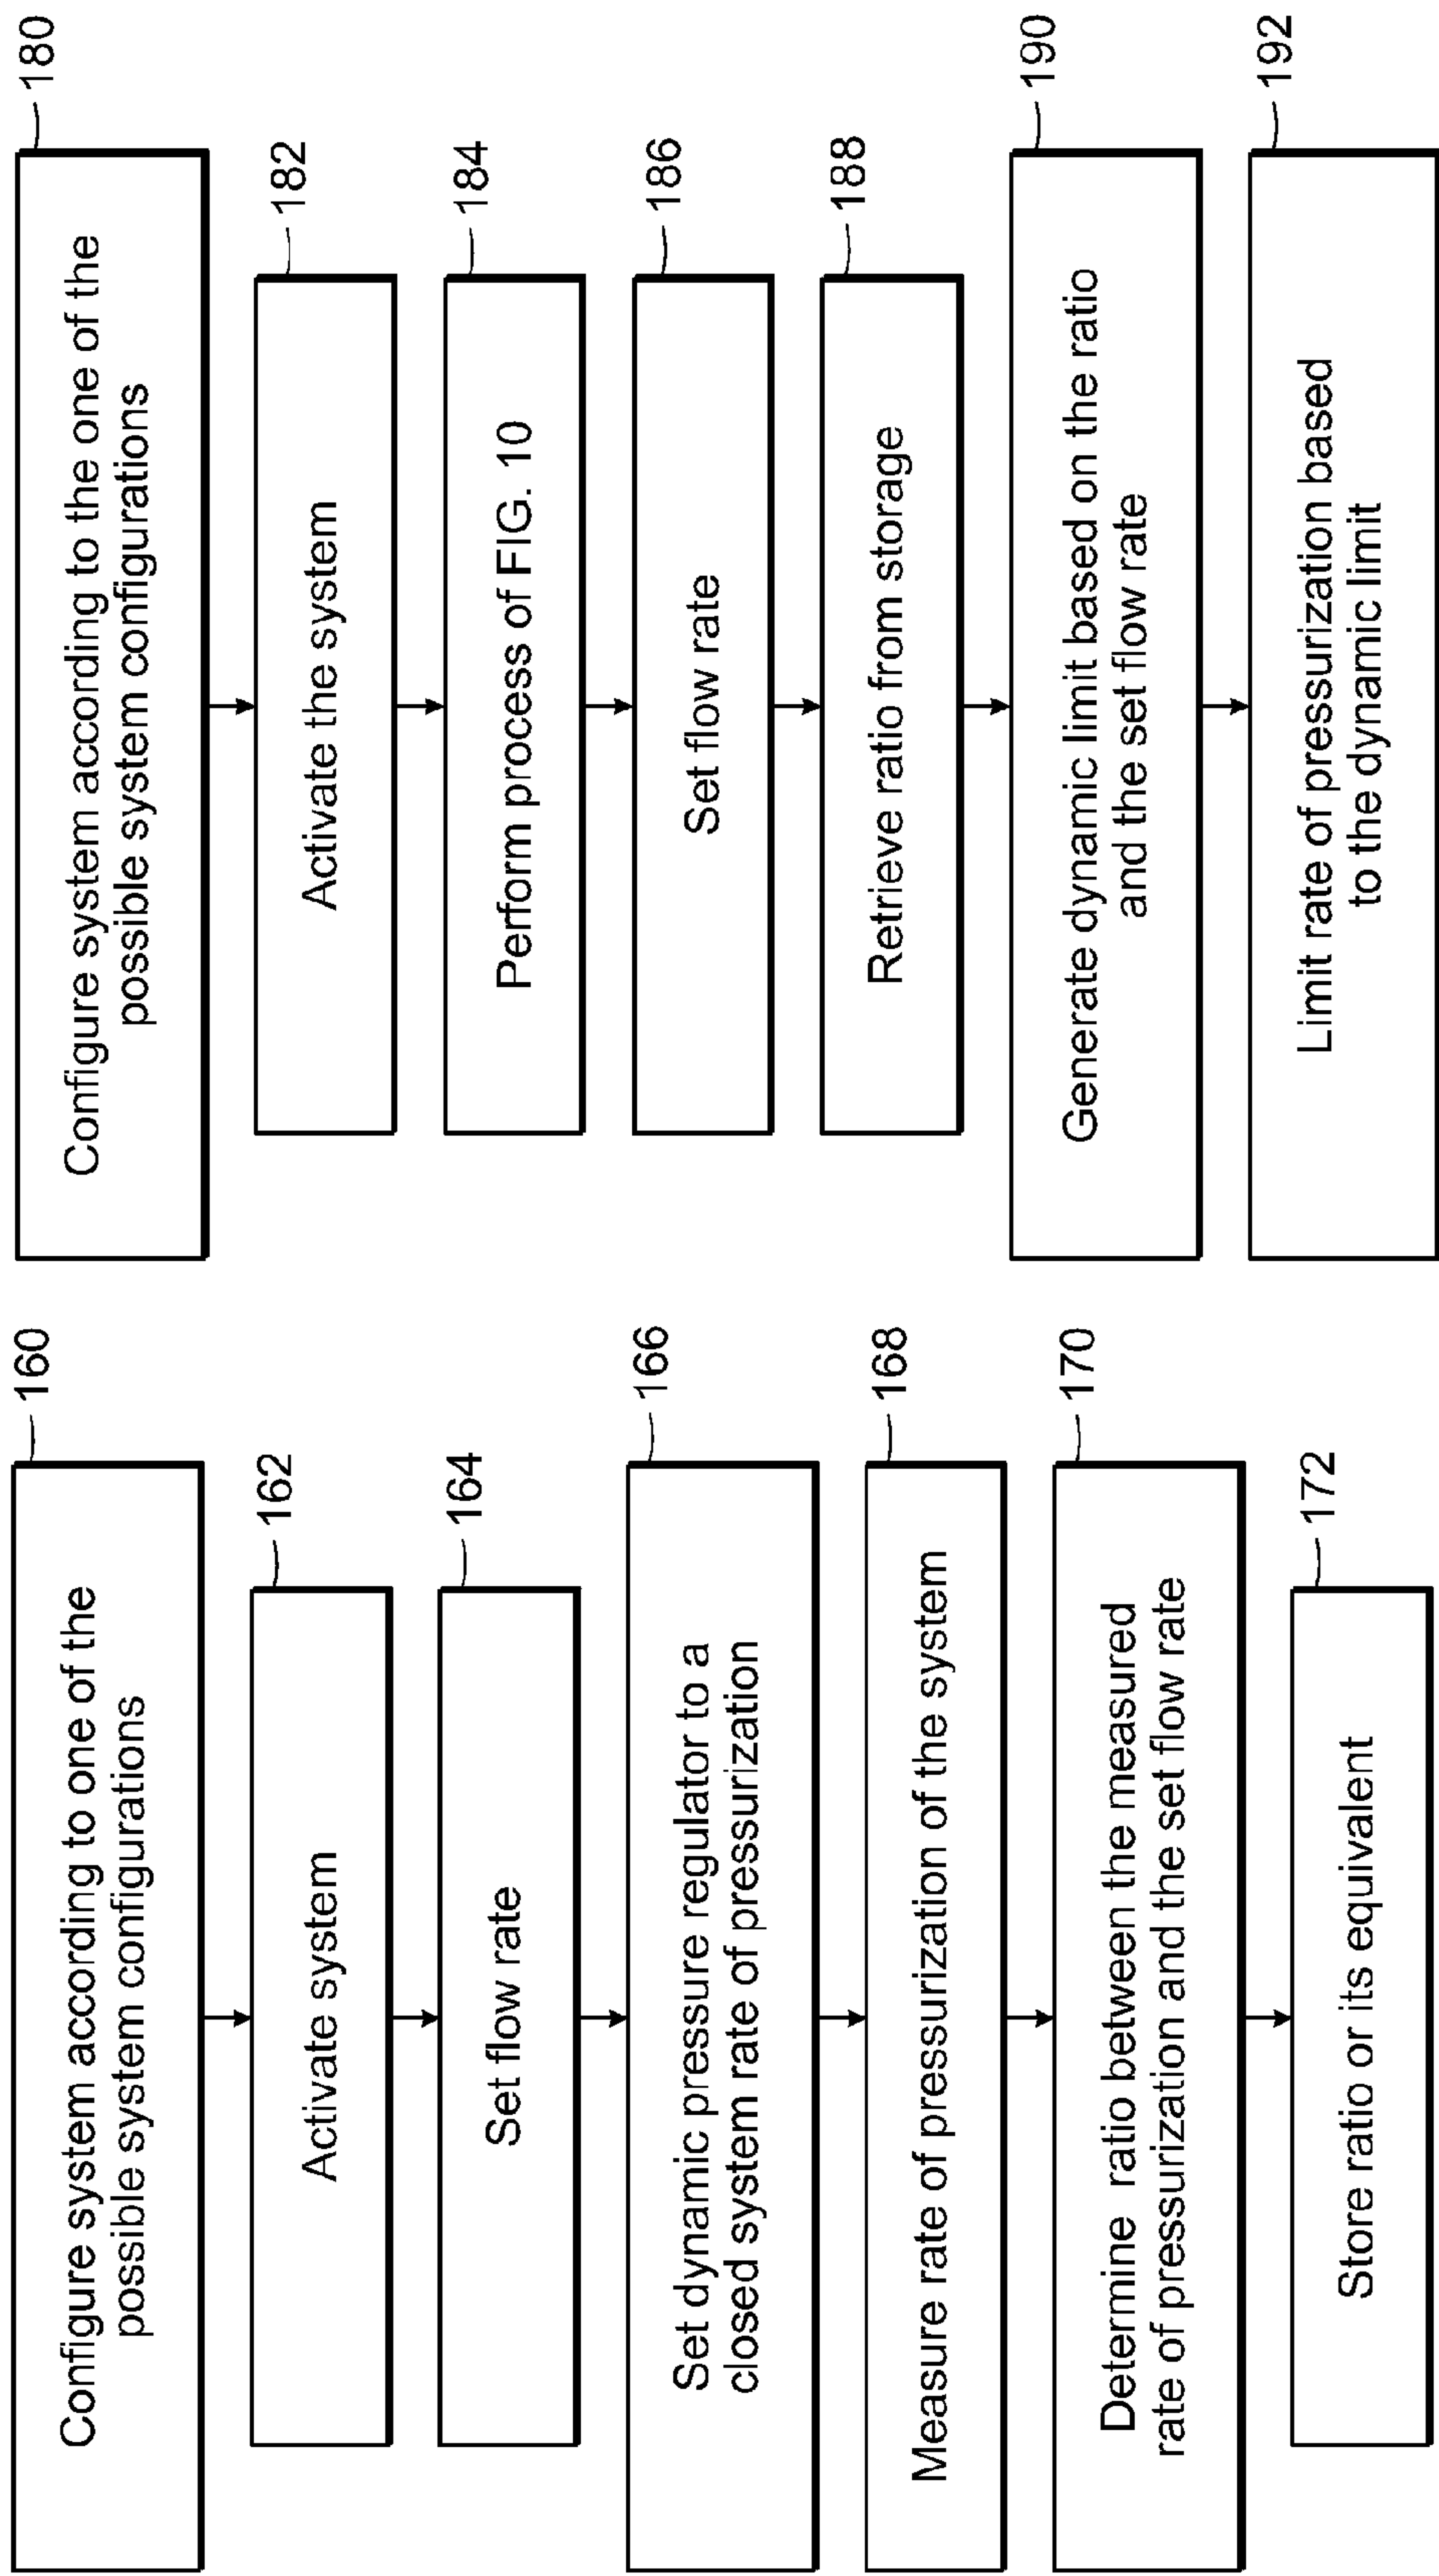 160
Configure system according to one of the
possible system configurations
162
Activate system
164
Set flow rate
166
Set dynamic pressure regulator to a
closed system rate of pressurization
168
Measure rate of pressurization of the system
170
Determine ratio between the measured
rate of pressurization and the set flow rate
172
Store ratio or its equivalent
180
Configure system according to the one of the
possible system configurations
182
Activate the system
184
Perform process of FIG. 10
186
Set flow rate
188
Retrieve ratio from storage
190
Generate dynamic limit based on the ratio
and the set flow rate
192
Limit rate of pressurization based
to the dynamic limit